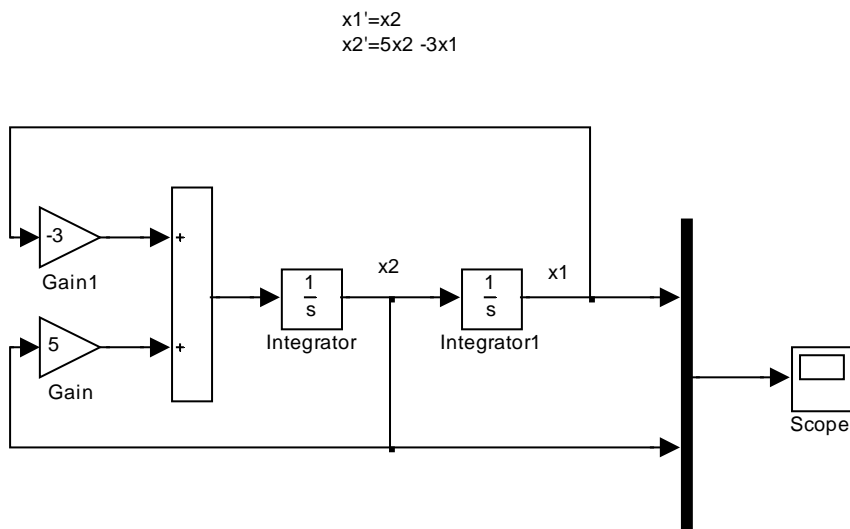 x1'=x2
x2'=5x2 -3x1
-3
+
Gain1
x2
x1
1
s
1
s
Integrator
Integrator1
5
+
Gain
Scope